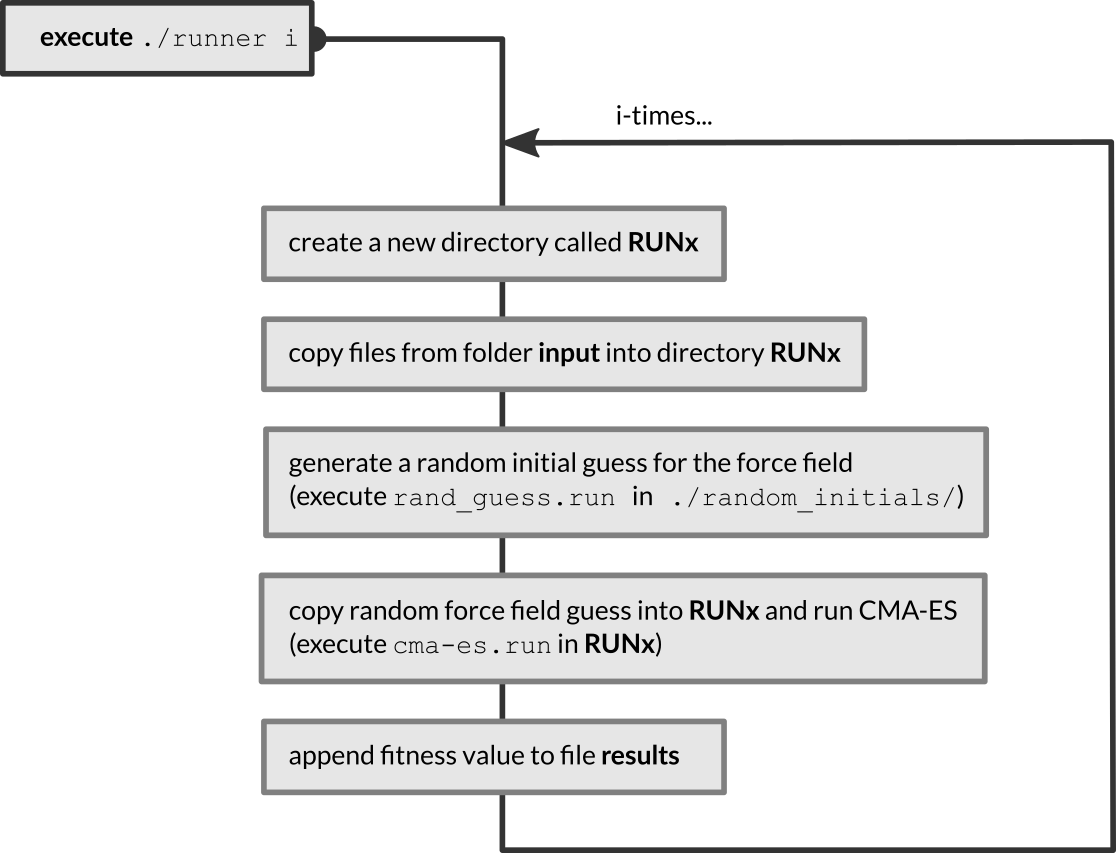 execute ./runner i
i-times...
create a new directory called RUNx
copy files from folder input into directory RUNx
generate a random initial guess for the force field
(execute rand_guess.run in ./random_initials/)
copy random force field guess into RUNx and run CMA-ES
(execute cma-es.run in RUNx)
append fitness value to file results